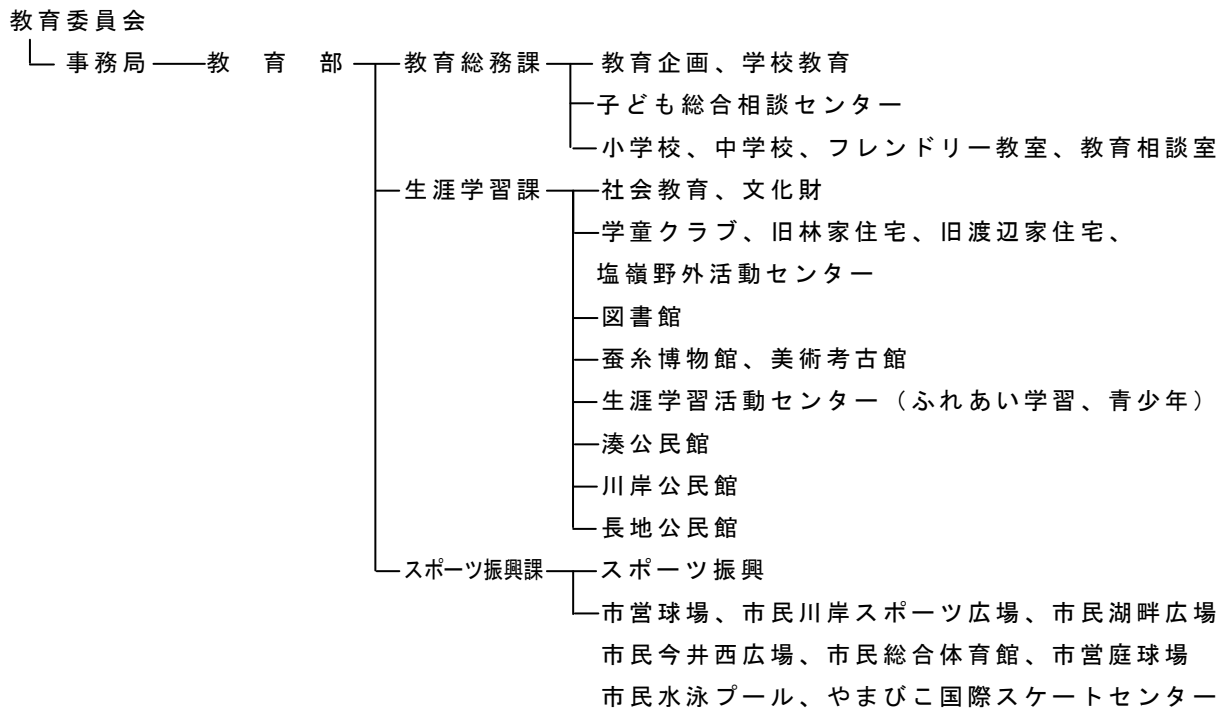 教育委員会
事務局 教育部 教育総務課 教育企画、学校教育
子ども総合相談センター
小学校、中学校、フレンドリー教室、教育相談室
生涯学習課 社会教育、文化財
学童クラブ、旧林家住宅、旧渡辺家住宅、
塩嶺野外活動センター
図書館
蚕糸博物館、美術考古館
生涯学習活動センター（ふれあい学習、青少年）
湊公民館
川岸公民館
長地公民館
スポーツ振興課 スポーツ振興
市営球場、市民川岸スポーツ広場、市民湖畔広場
市民今井西広場、市民総合体育館、市営庭球場
市民水泳プール、やまびこ国際スケートセンター